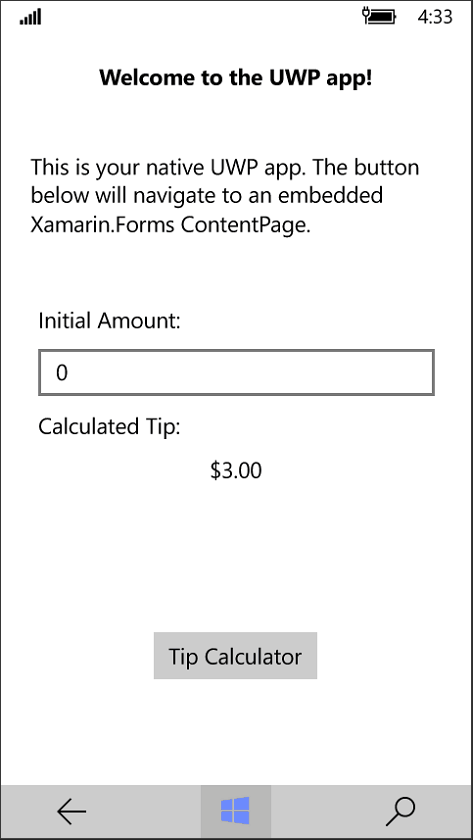 4:33
Welcome to the UWP app!
This is your native UWP app. The button
below will navigate to an embedded
Xamarin.Forms ContentPage.
Initial Amount:
0
Calculated Tip:
$3.00
Tip Calculator